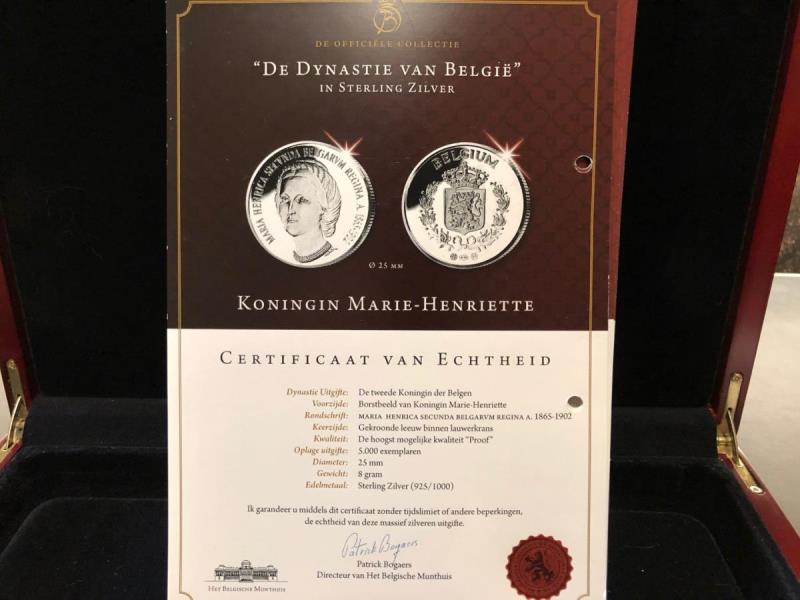 DE OFFICIËLE COLLECTIE
"DE DYNASTIE VAN BELGIË"
IN STERLING ZILVER
MARIA HENRICA SECVNDA BELGARVM REGINA A. 1865-1902
BELGIUM
Ø 25 MM
KONINGIN MARIE-HENRIETTE
CERTIFICAAT VAN ECHTHEID
Dynastie Uitgifte: De tweede Koningin der Belgen
Voorzijde: Borstbeeld van Koningin Marie-Henriette
Rondschrift: MARIA HENRICA SECUNDA BELGARVM REGINA A. 1865-1902
Keerzijde: Gekroonde leeuw binnen lauwerkrans
Kwaliteit: De hoogst mogelijke kwaliteit "Proof"
Oplage uitgifte: 5.000 exemplaren
Diameter: 25 mm
Gewicht: 8 gram
Edelmetaal: Sterling Zilver (925/1000)
Ik garandeer u middels dit certificaat zonder tijdslimiet of andere beperkingen,
de echtheid van deze massief zilveren uitgifte.
Patrick Bogaers
Patrick Bogaers
Directeur van Het Belgische Munthuis
HET BELGISCHE MUNTHUIS